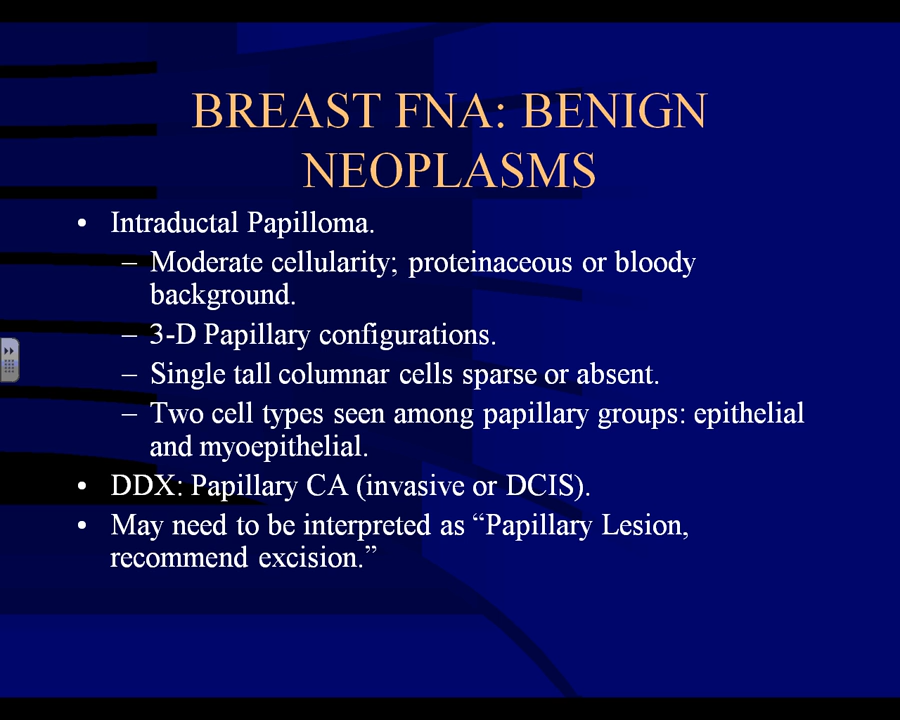 BREAST FNA: BENIGN
NEOPLASMS
• Intraductal Papilloma.
– Moderate cellularity; proteinaceous or bloody
background.
– 3-D Papillary configurations.
– Single tall columnar cells sparse or absent.
– Two cell types seen among papillary groups: epithelial
and myoepithelial.
• DDX: Papillary CA (invasive or DCIS).
• May need to be interpreted as “Papillary Lesion,
recommend excision.”